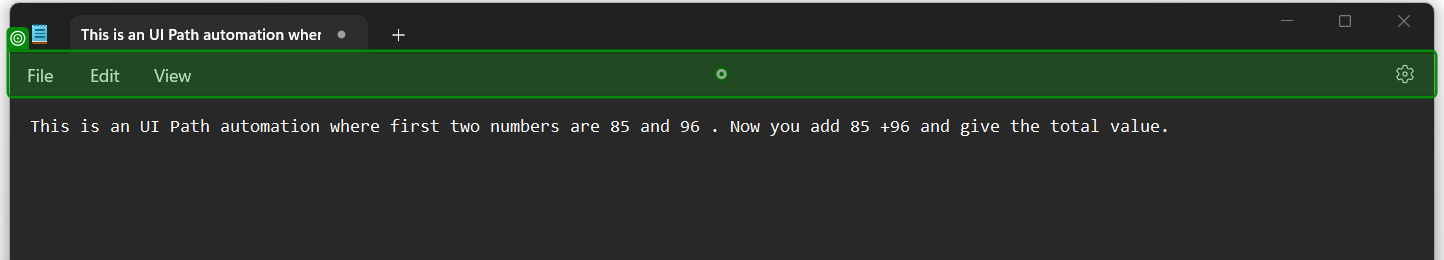 This is an UI Path automation wher
File Edit View
This is an UI Path automation where first two numbers are 85 and 96 . Now you add 85 +96 and give the total value.